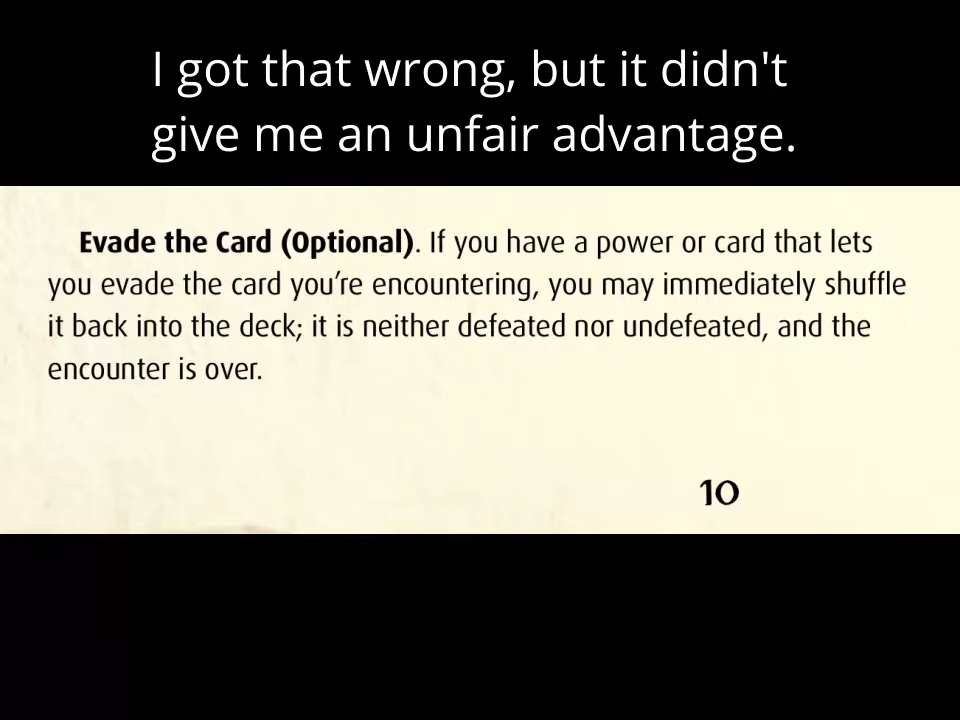 I got that wrong, but it didn't
give me an unfair advantage.
Evade the Card (Optional). If you have a power or card that lets
you evade the card you’re encountering, you may immediately shuffle
it back into the deck; it is neither defeated nor undefeated, and the
encounter is over.
10